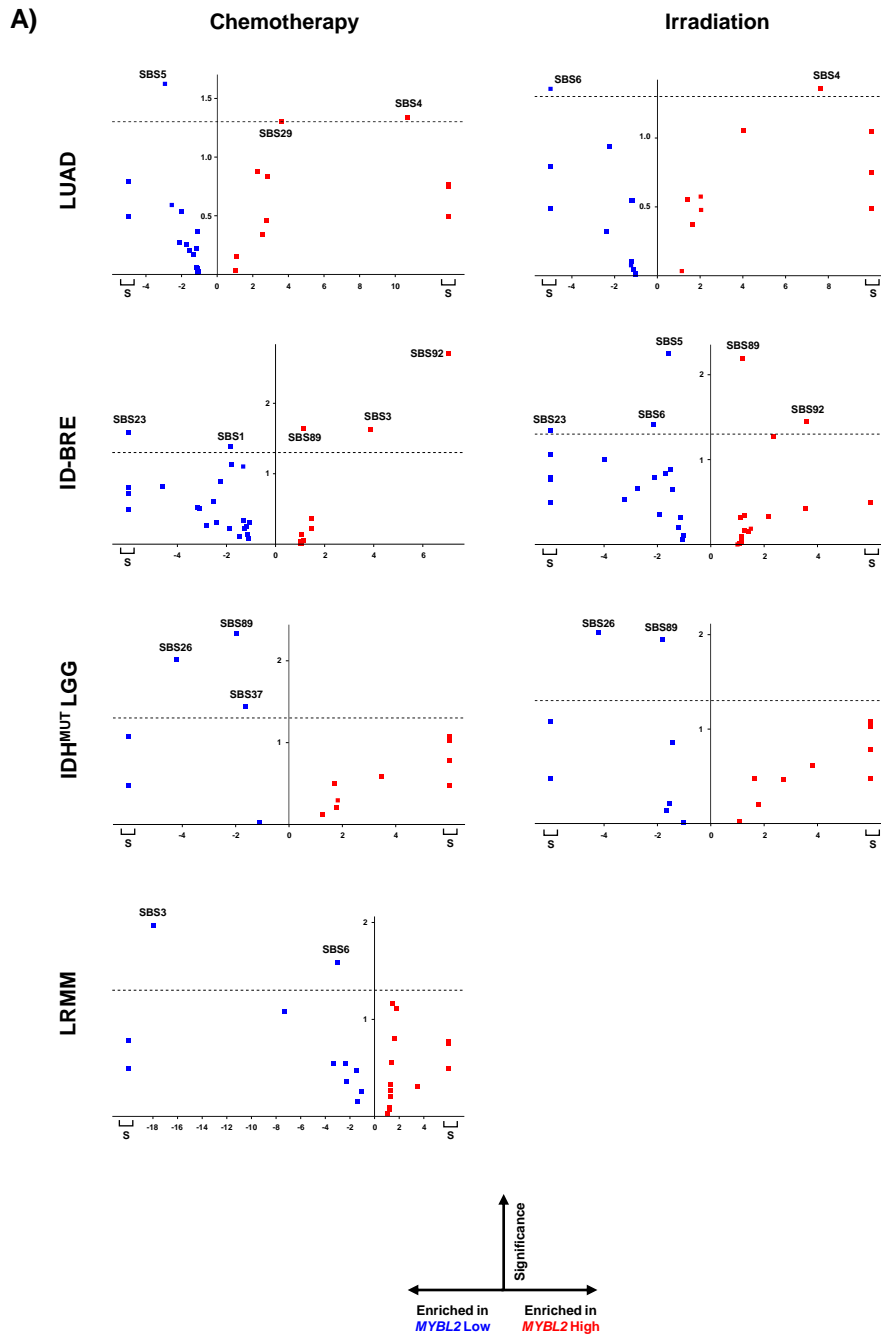 A)
Chemotherapy
Irradiation
LUAD
SBS5
SBS4
SBS29
1.5
1.0
0.5
-4 -2 0 2 4 6 8 10
S S
SBS6
SBS4
1.0
0.5
-4 -2 0 2 4 6 8
S S
ID-BRE
SBS92
SBS23
SBS1
SBS89
SBS3
2
1
-4 -2 0 2 4 6
S
SBS5
SBS89
SBS23
SBS6
SBS92
2
1
-4 -2 0 2 4
S S
IDHMUT LGG
SBS89
SBS26
SBS37
2
1
-4 -2 0 2 4
S S
SBS26
SBS89
2
1
-4 -2 0 2 4
S S
LRMM
SBS3
SBS6
2
1
-18 -16 -14 -12 -10 -8 -6 -4 -2 0 2 4
S S
Significance
Enriched in
MYBL2 Low
Enriched in
MYBL2 High